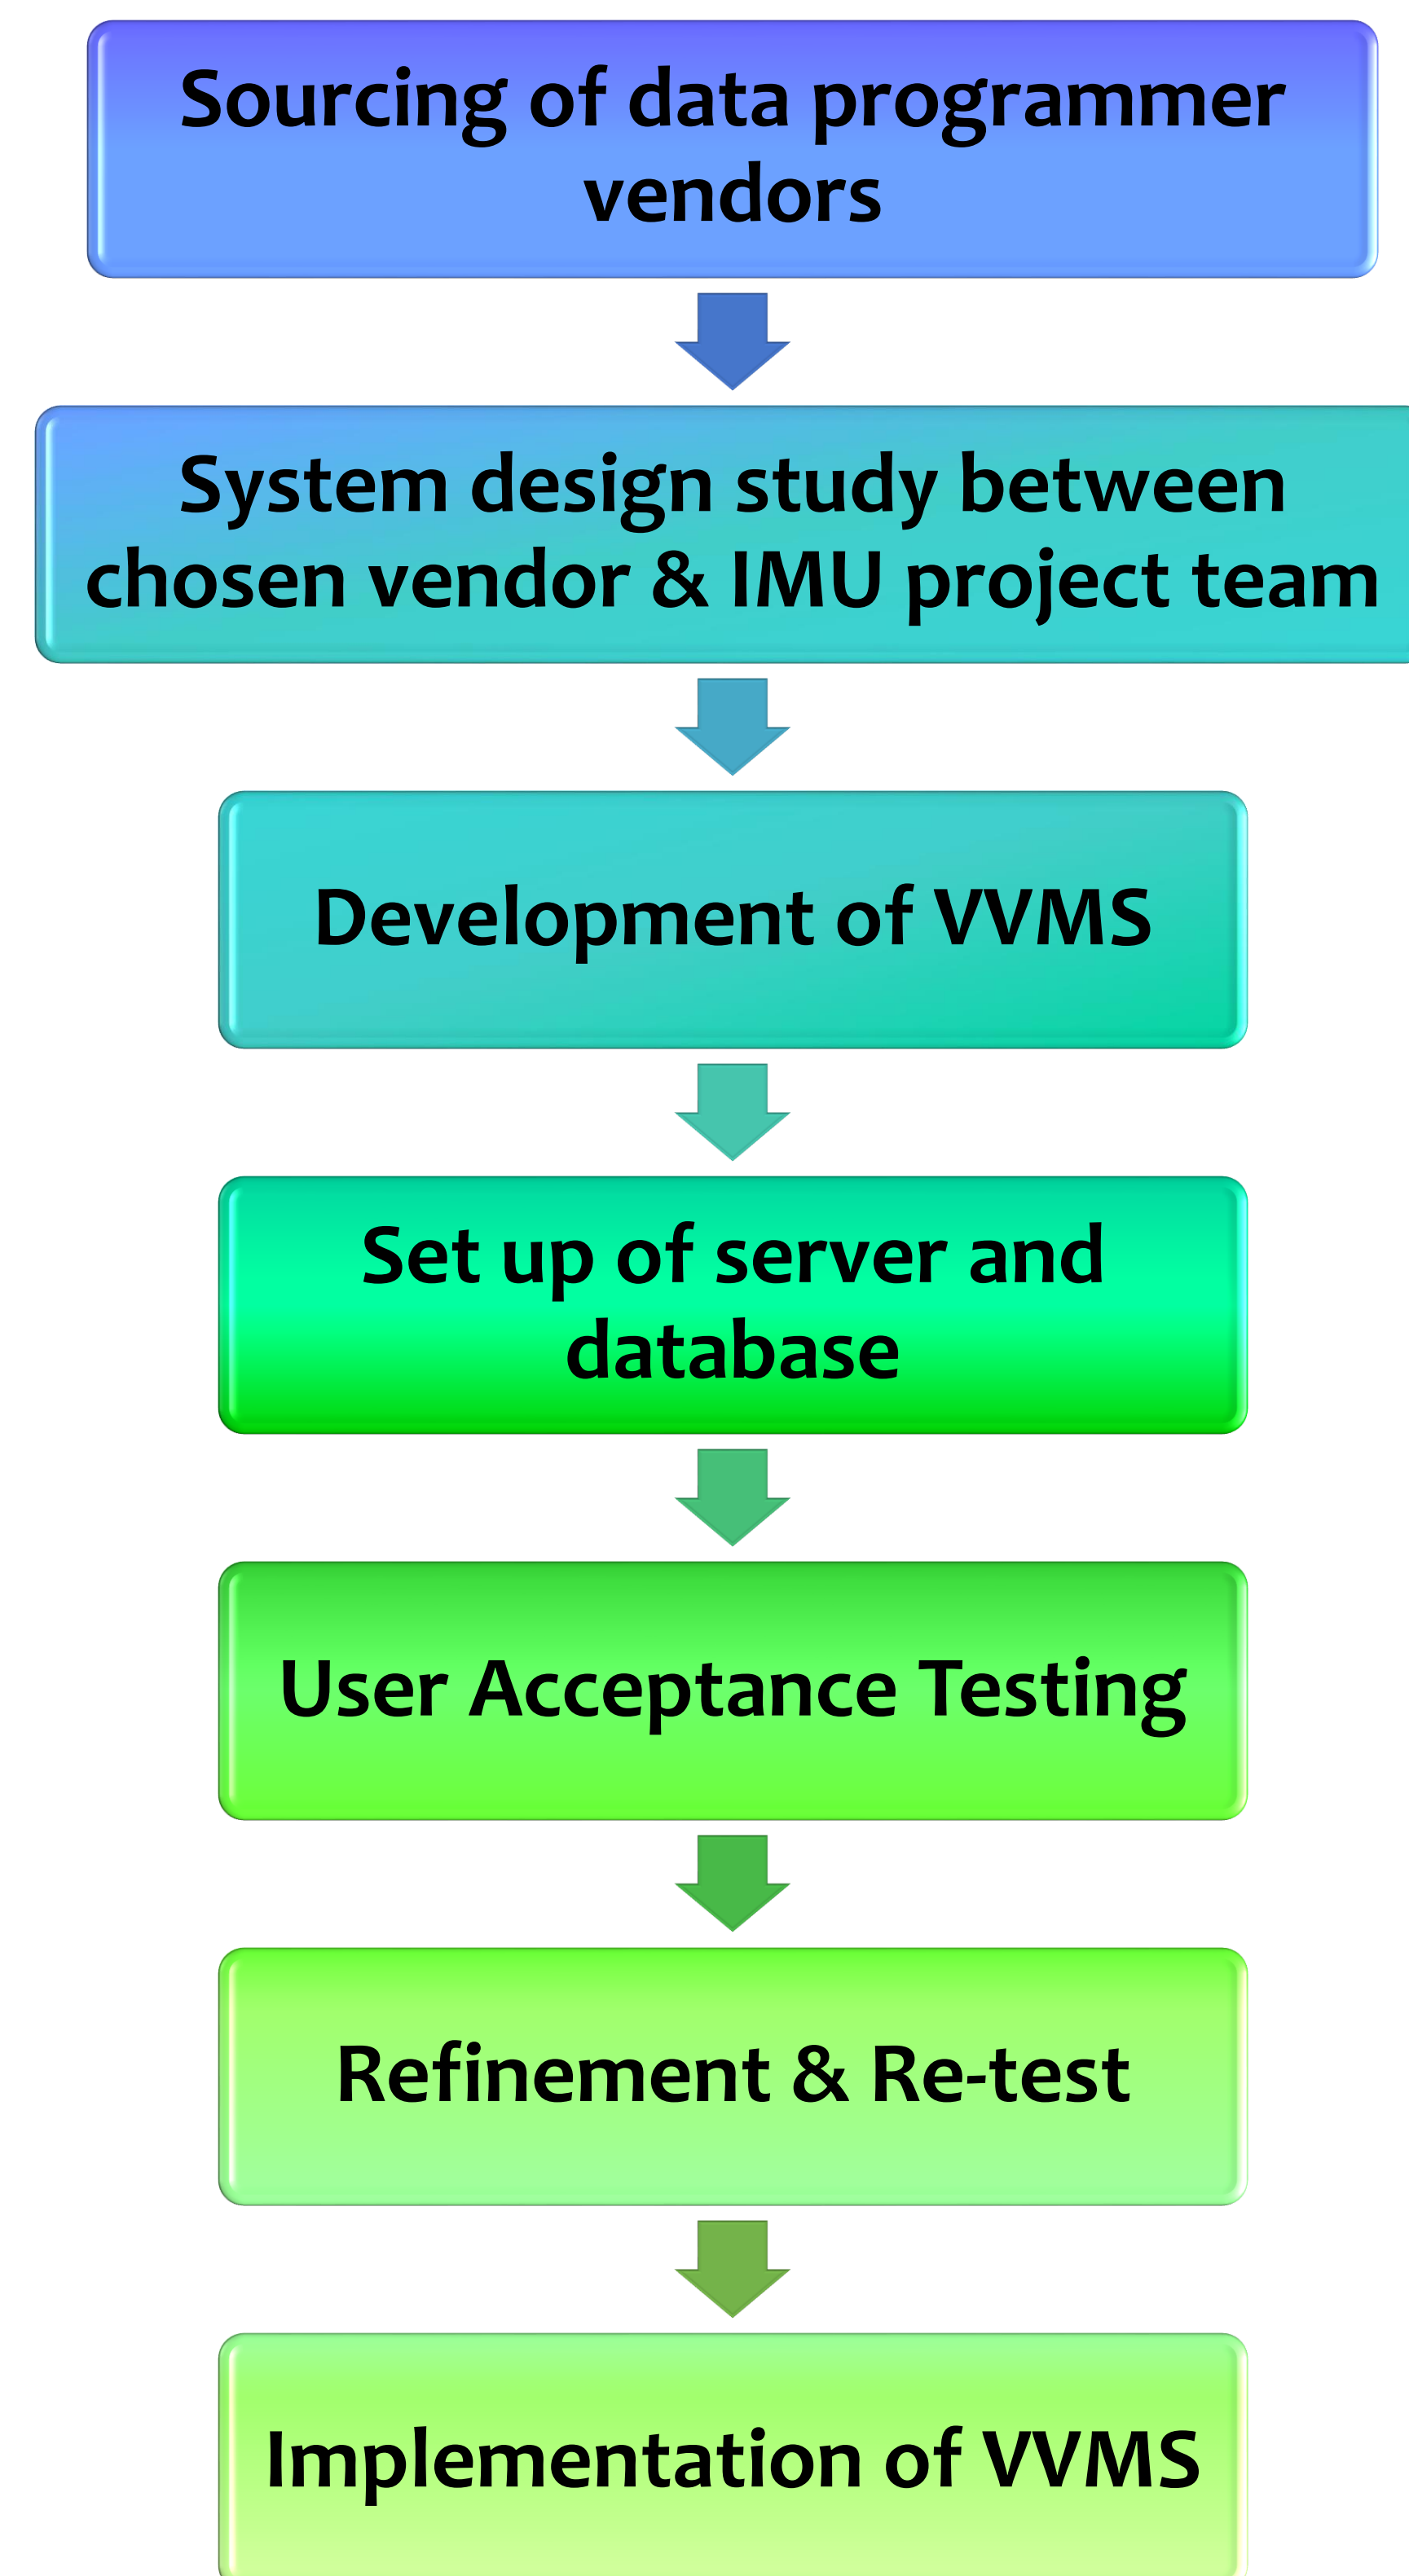 Sourcing of data programmer
vendors
System design study between
chosen vendor & IMU project team
Development of VVMS
Set up of server and
database
User Acceptance Testing
Refinement & Re-test
Implementation of VVMS